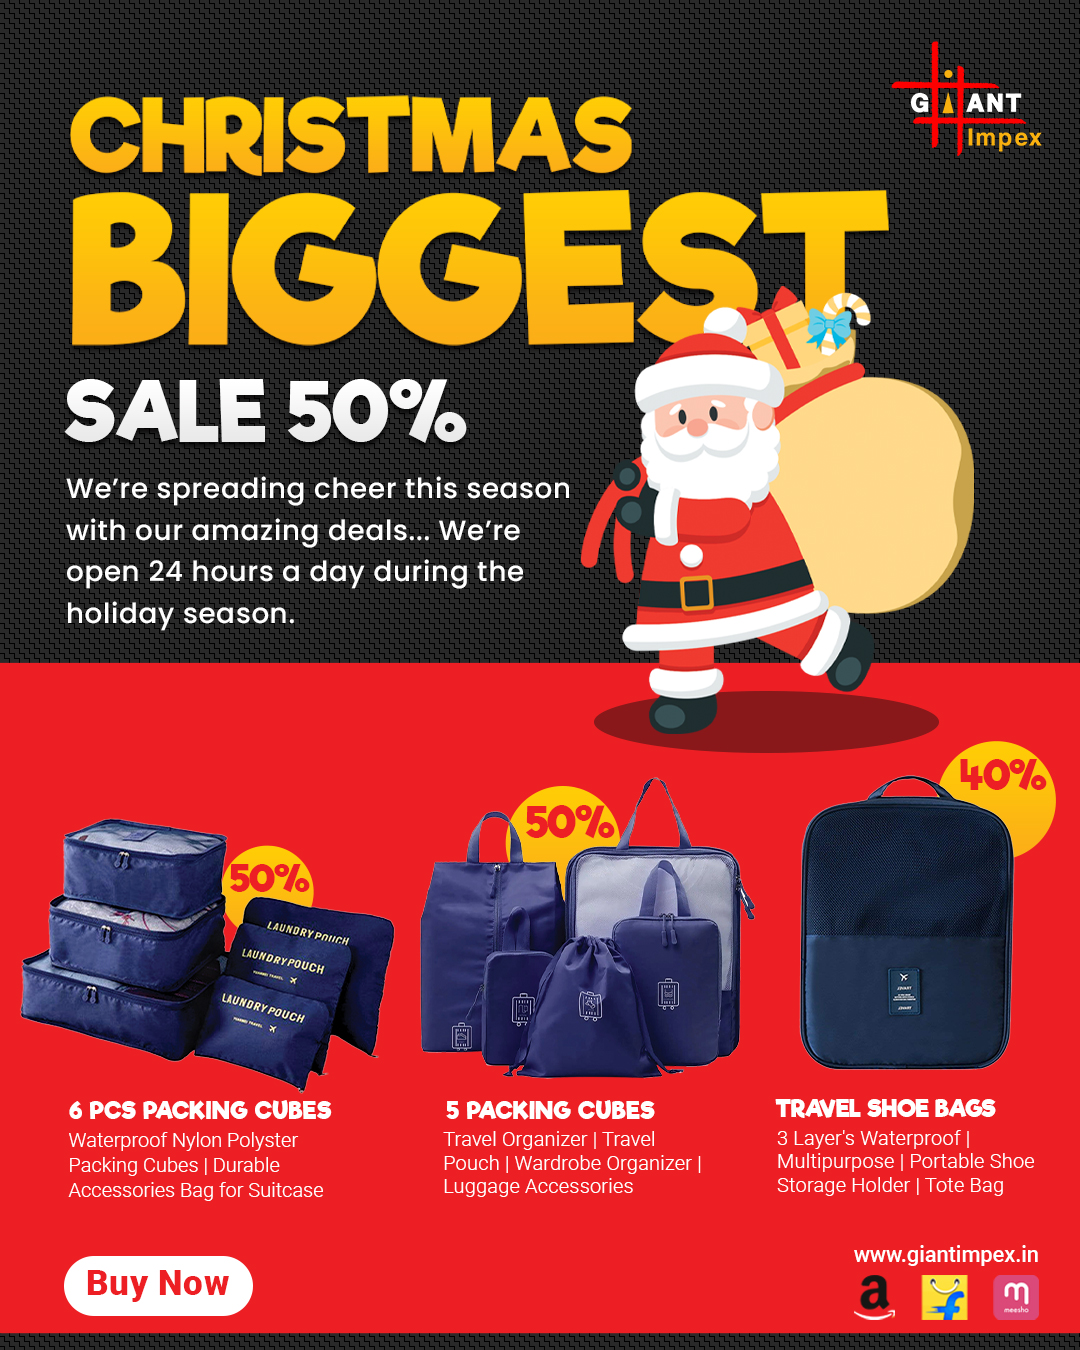 GIANT
Impex
CHRISTMAS
BIGGEST
SALE 50%
We're spreading cheer this season
with our amazing deals... We're
open 24 hours a day during the
holiday season.
50%
50%
40%
LAUNDRY POUCH
LAUNDRY POUCH
LAUNDRY POUCH
6 PCS PACKING CUBES
Waterproof Nylon Polyster
Packing Cubes | Durable
Accessories Bag for Suitcase
5 PACKING CUBES
Travel Organizer | Travel
Pouch | Wardrobe Organizer |
Luggage Accessories
TRAVEL SHOE BAGS
3 Layer's Waterproof |
Multipurpose | Portable Shoe
Storage Holder | Tote Bag
Buy Now
www.giantimpex.in
a
f
m
meesho